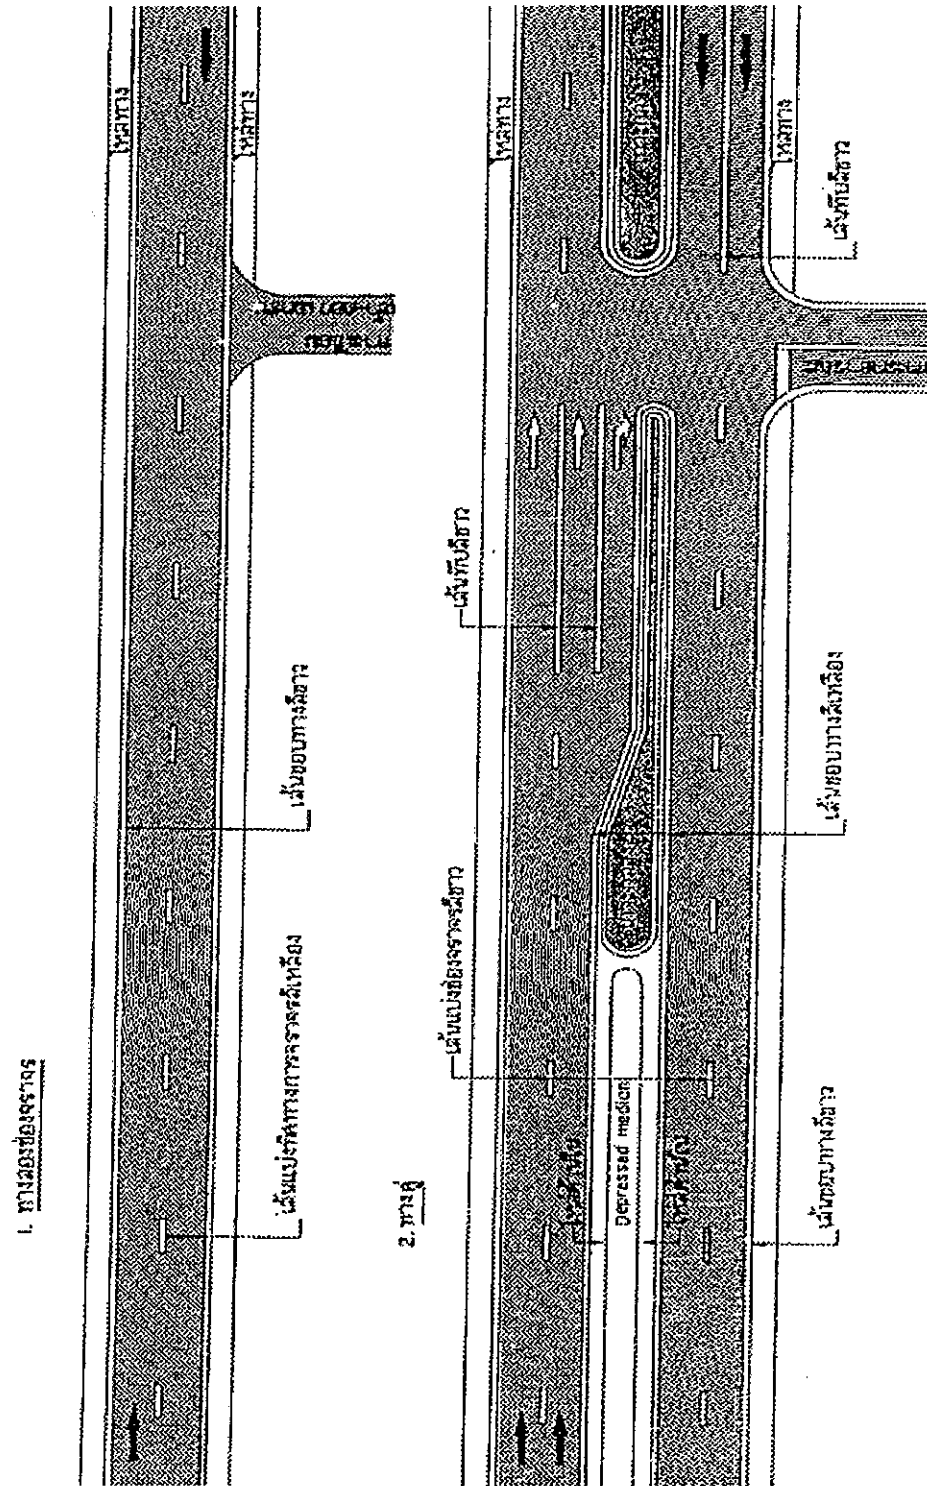 1. ทางสองช่องจราจร
ไหล่ทาง
ไหล่ทาง
ทางเชื่อม
เส้นขอบทางสีขาว
เส้นแบ่งทิศทางการจราจรสีเหลือง
2. ทางคู่
ไหล่ทาง
ไหล่ทาง
เส้นทึบสีขาว
เส้นทึบสีขาว
เส้นขอบทางสีเหลือง
เส้นแบ่งช่องจราจรสีขาว
Depressed median
เส้นขอบทางสีขาว